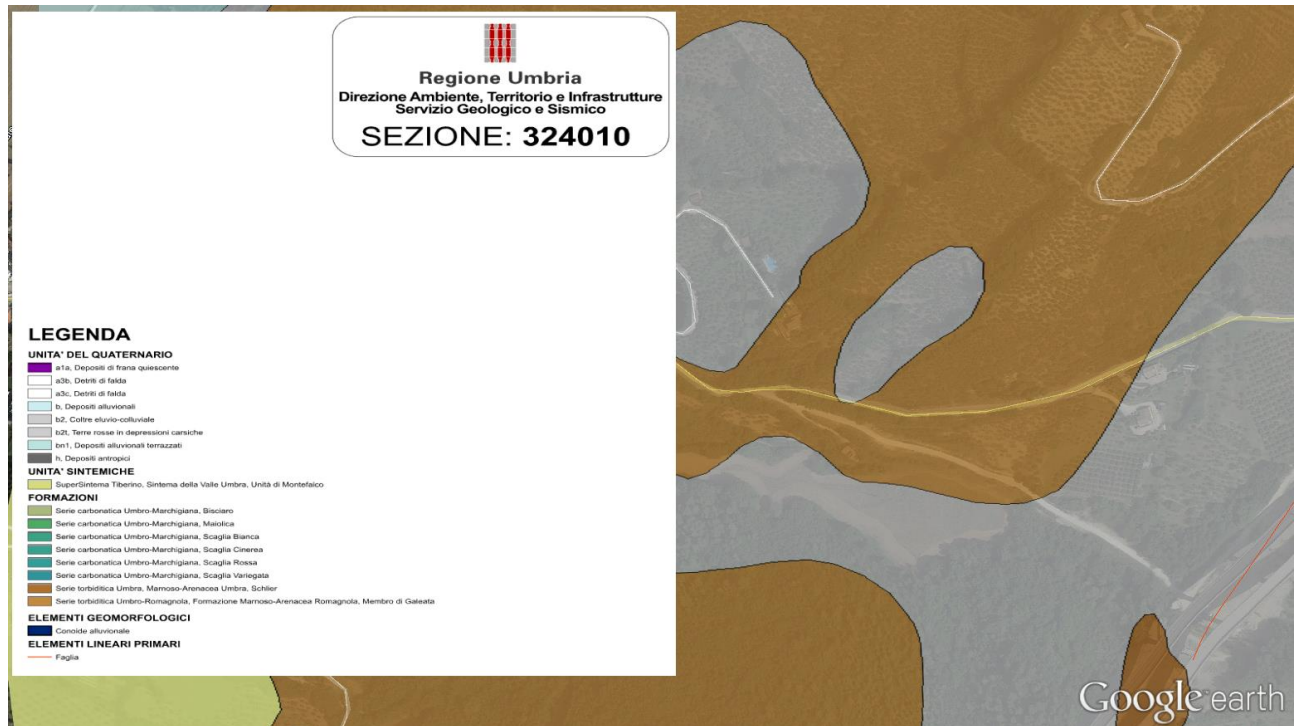 Regione Umbria
Direzione Ambiente, Territorio e Infrastrutture
Servizio Geologico e Sismico
SEZIONE: 324010
LEGENDA
UNITA' DEL QUATERNARIO
a1a, Depositi di frana quiescente
a3b, Detriti di falda
a3c, Detriti di falda
b, Depositi alluvionali
b2, Coltre eluvio-colluviale
b2t, Terre rosse in depressioni carsiche
bn1, Depositi alluvionali terrazzati
h, Depositi antropici
UNITA' SINTEMICHE
SuperSintema Tiberino, Sintema della Valle Umbra, Unità di Montefalco
FORMAZIONI
Serie carbonatica Umbro-Marchigiana, Bisciaro
Serie carbonatica Umbro-Marchigiana, Maiolica
Serie carbonatica Umbro-Marchigiana, Scaglia Bianca
Serie carbonatica Umbro-Marchigiana, Scaglia Cinerea
Serie carbonatica Umbro-Marchigiana, Scaglia Rossa
Serie carbonatica Umbro-Marchigiana, Scaglia Variegata
Serie torbiditica Umbra, Marnoso-Arenacea Umbra, Schlier
Serie torbiditica Umbro-Romagnola, Formazione Marnoso-Arenacea Romagnola, Membro di Galeata
ELEMENTI GEOMORFOLOGICI
Conoide alluvionale
ELEMENTI LINEARI PRIMARI
Faglia
Google earth